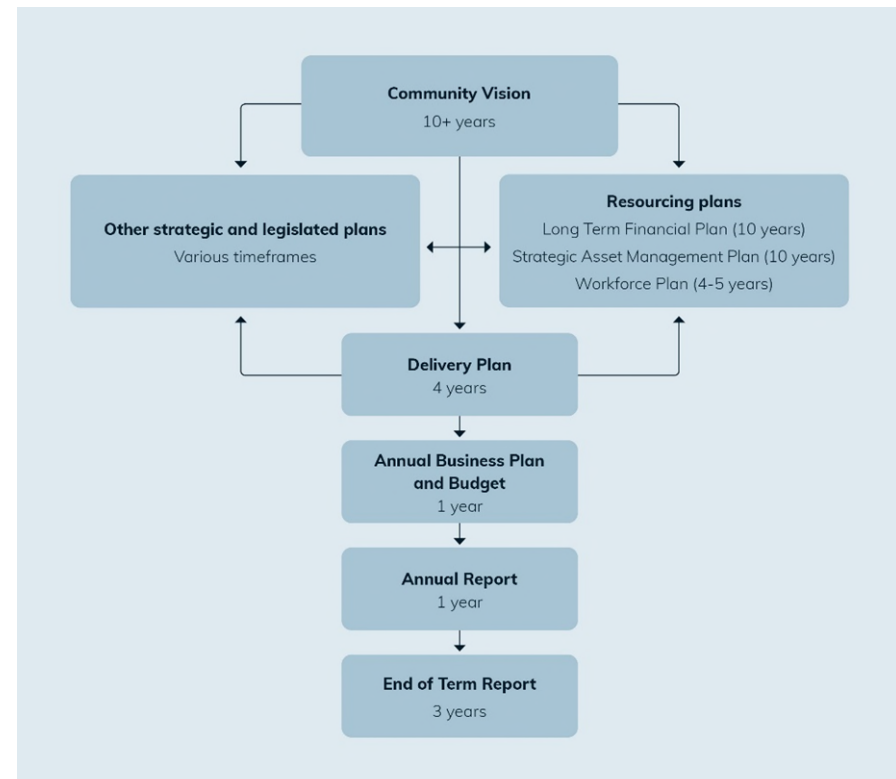 Community Vision
10+ years
Other strategic and legislated plans
Various timeframes
Resourcing plans
Long Term Financial Plan (10 years)
Strategic Asset Management Plan (10 years)
Workforce Plan (4-5 years)
Delivery Plan
4 years
Annual Business Plan
and Budget
1 year
Annual Report
1 year
End of Term Report
3 years